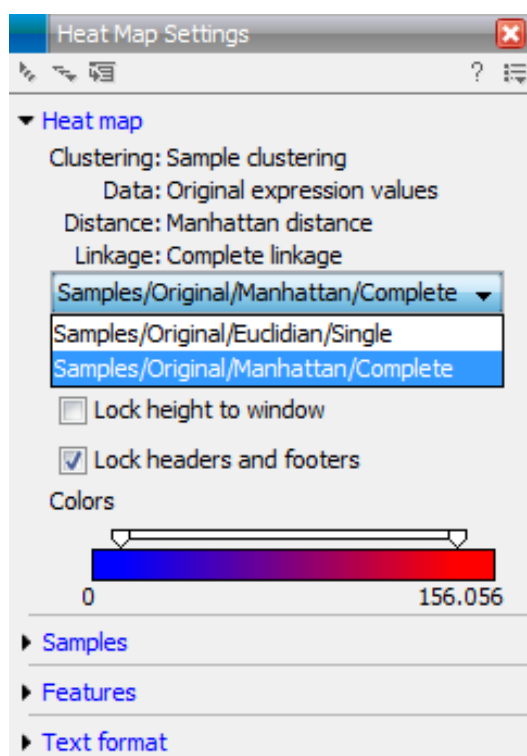 Heat Map Settings
?
Heat map
Clustering: Sample clustering
Data: Original expression values
Distance: Manhattan distance
Linkage: Complete linkage
Samples/Original/Manhattan/Complete
Samples/Original/Euclidian/Single
Samples/Original/Manhattan/Complete
Lock height to window
Lock headers and footers
Colors
0 156.056
Samples
Features
Text format